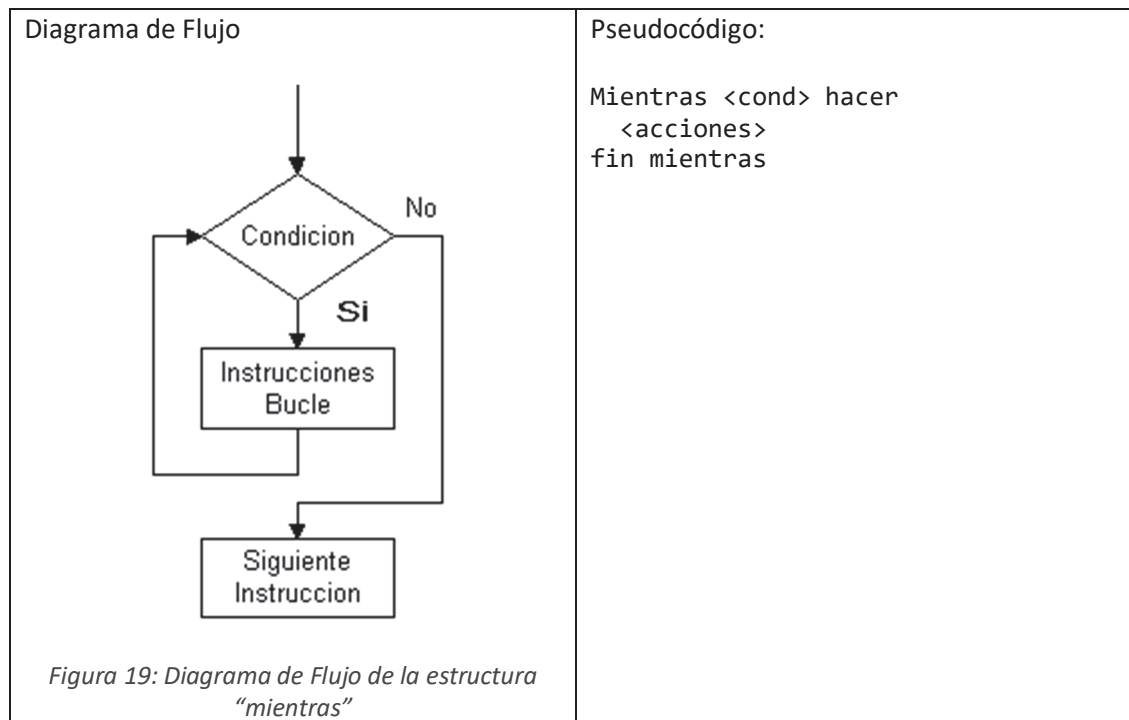 Diagrama de Flujo
Condicion
No
Si
Instrucciones
Bucle
Siguiente
Instruccion
Figura 19: Diagrama de Flujo de la estructura
“mientras”
Pseudocódigo:
Mientras <cond> hacer
<acciones>
fin mientras